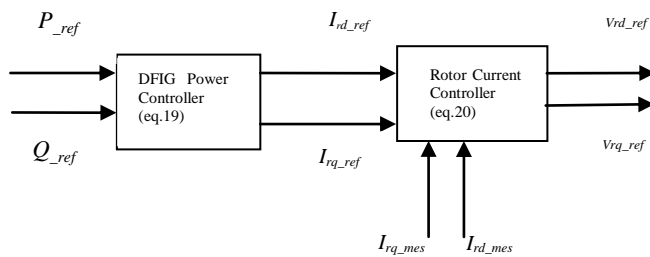 P_ref
I_rd_ref
Vrd_ref
DFIG Power
Controller
(eq.19)
Rotor Current
Controller
(eq.20)
Q_ref
I_rq_ref
Vrq_ref
I_rq_mes
I_rd_mes